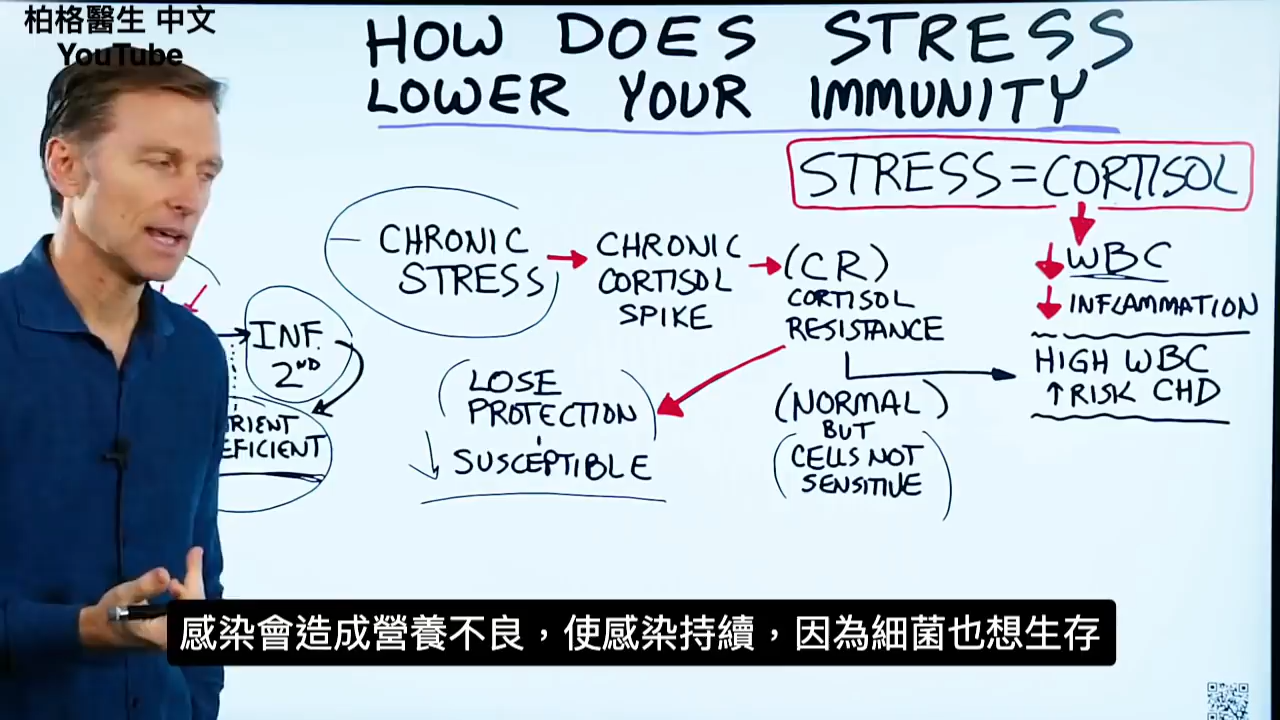 柏格醫生 中文
YouTube
HOW DOES STRESS
LOWER YOUR IMMUNITY
STRESS=CORTISOL
↓ WBC
↓ INFLAMMATION
HIGH WBC
↑ RISK CHD
CHRONIC
STRESS
CHRONIC
CORTISOL
SPIKE
(CR)
CORTISOL
RESISTANCE
(NORMAL)
BUT
CELLS NOT
SENSITIVE
LOSE
PROTECTION
↓ SUSCEPTIBLE
INF.
2ND
RIENT
EFICIENT
感染會造成營養不良，使感染持續，因為細菌也想生存